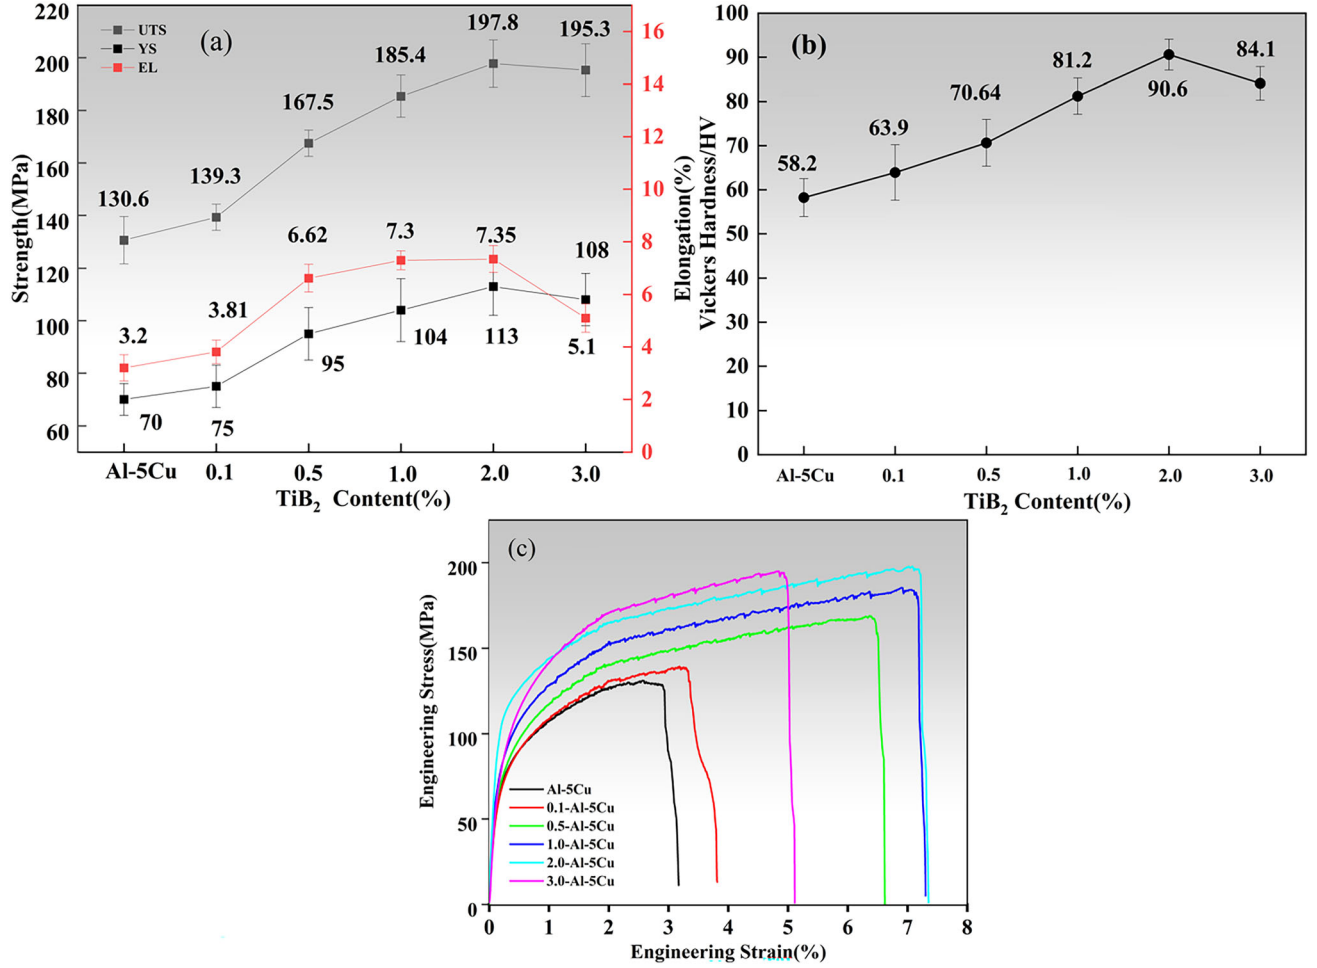 (a)
UTS
YS
EL
Strength(MPa)
200
180
160
140
120
100
80
60
130.6
139.3
167.5
185.4
197.8
195.3
3.2
3.81
6.62
7.3
7.35
5.1
70
75
95
104
113
108
16
14
12
10
8
6
4
2
0
Elongation(%)
Al-5Cu 0.1 0.5 1.0 2.0 3.0
TiB2 Content(%)
(b)
Vickers Hardness/HV
100
90
80
70
60
50
40
30
20
10
0
58.2
63.9
70.64
81.2
90.6
84.1
Al-5Cu 0.1 0.5 1.0 2.0 3.0
TiB2 Content(%)
(c)
Engineering Stress(MPa)
200
150
100
50
0
Al-5Cu
0.1-Al-5Cu
0.5-Al-5Cu
1.0-Al-5Cu
2.0-Al-5Cu
3.0-Al-5Cu
0 1 2 3 4 5 6 7 8
Engineering Strain(%)